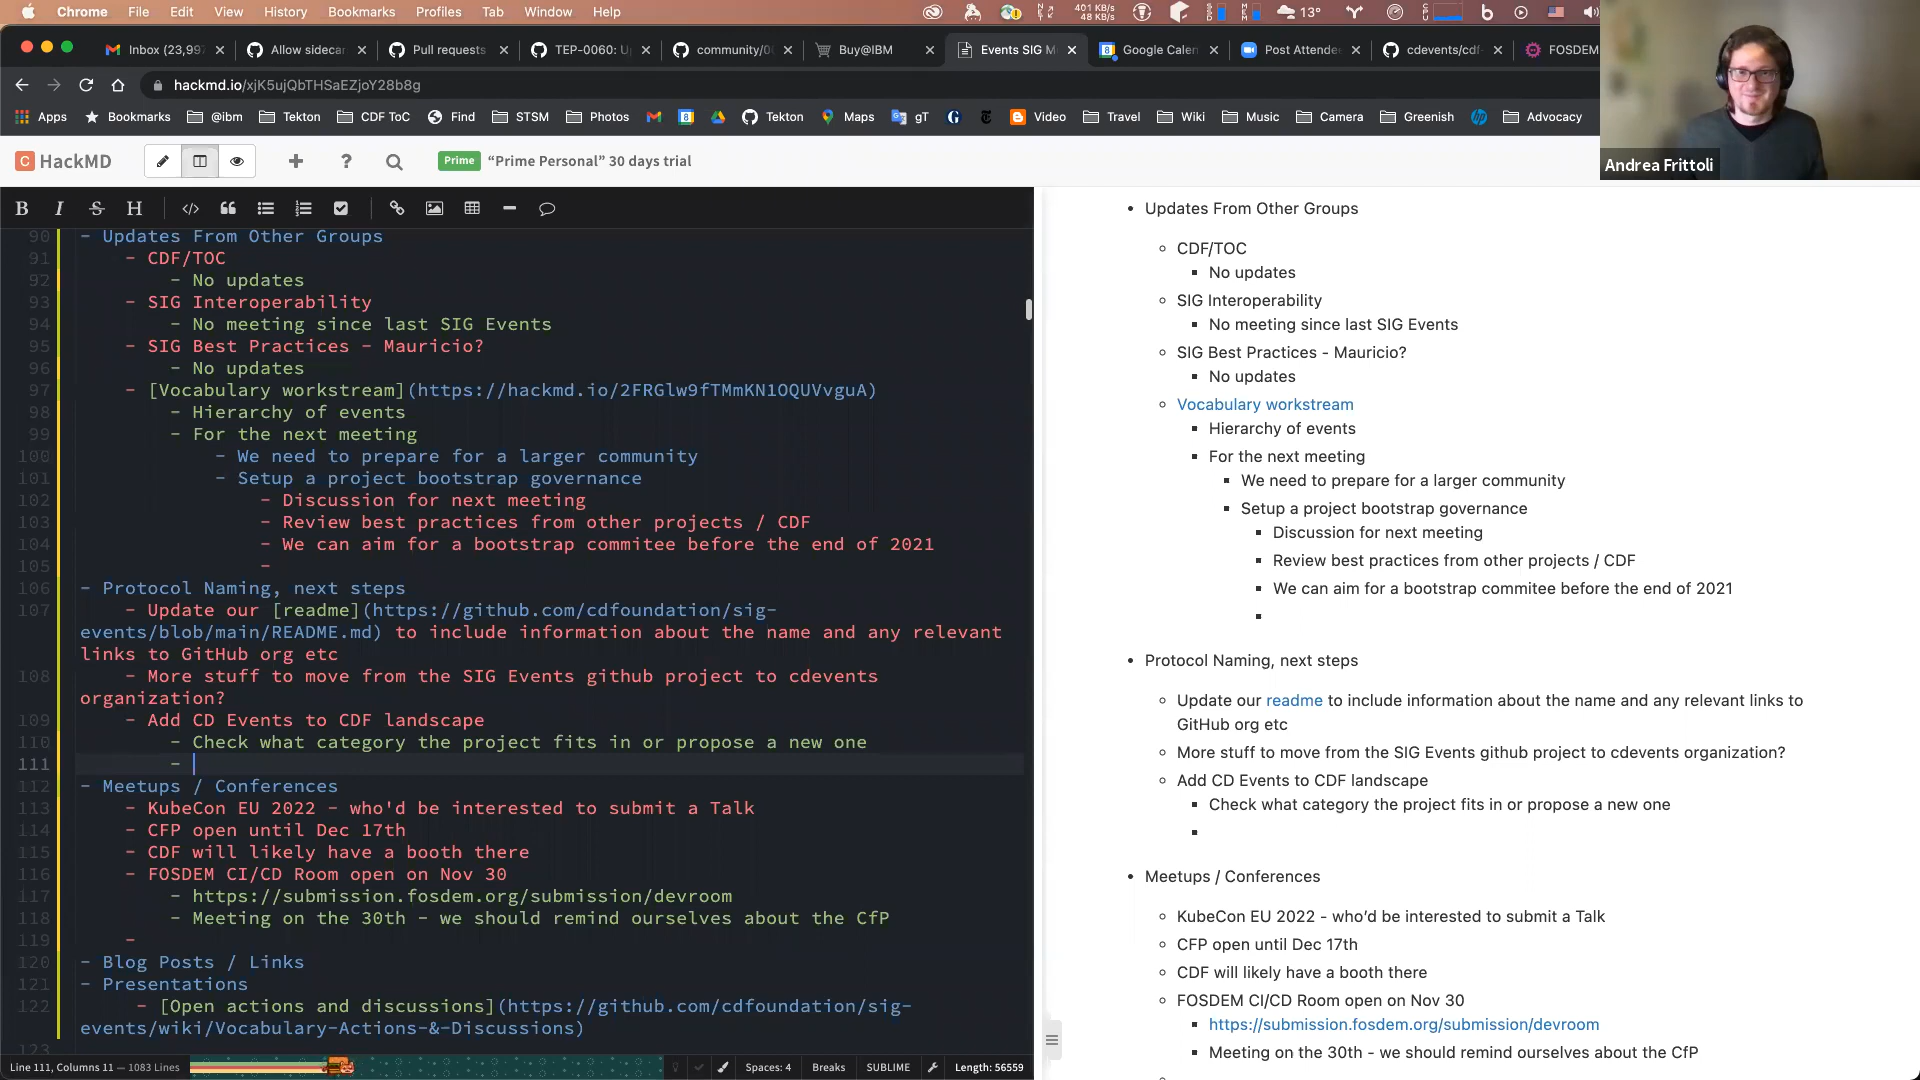 Chrome File Edit View History Bookmarks Profiles Tab Window Help 401 KB/s 48 KB/s 13°
Inbox (23,99 Allow sidecar Pull requests TEP-0060: U community/0 Buy@IBM Events SIG M Google Calen Post Attende cdevents/cdf FOSDEM
hackmd.io/xjK5ujQbTHSaEZjoY28b8g
Apps Bookmarks @ibm Tekton CDF ToC Find STSM Photos Tekton Maps gT Video Travel Wiki Music Camera Greenish Advocacy
HackMD Prime “Prime Personal” 30 days trial
Andrea Frittoli
90 - Updates From Other Groups
91 - CDF/TOC
92 - No updates
93 - SIG Interoperability
94 - No meeting since last SIG Events
95 - SIG Best Practices - Mauricio?
96 - No updates
97 - [Vocabulary workstream](https://hackmd.io/2FRGlw9fTMmKN1OQUVvguA)
98 - Hierarchy of events
99 - For the next meeting
100 - We need to prepare for a larger community
101 - Setup a project bootstrap governance
102 - Discussion for next meeting
103 - Review best practices from other projects / CDF
104 - We can aim for a bootstrap commitee before the end of 2021
105 -
106 - Protocol Naming, next steps
107 - Update our [readme](https://github.com/cdfoundation/sig-
events/blob/main/README.md) to include information about the name and any relevant
links to GitHub org etc
108 - More stuff to move from the SIG Events github project to cdevents
organization?
109 - Add CD Events to CDF landscape
110 - Check what category the project fits in or propose a new one
111 -
112 - Meetups / Conferences
113 - KubeCon EU 2022 - who'd be interested to submit a Talk
114 - CFP open until Dec 17th
115 - CDF will likely have a booth there
116 - FOSDEM CI/CD Room open on Nov 30
117 - https://submission.fosdem.org/submission/devroom
118 - Meeting on the 30th - we should remind ourselves about the CfP
119 -
120 - Blog Posts / Links
121 - Presentations
122 - [Open actions and discussions](https://github.com/cdfoundation/sig-
events/wiki/Vocabulary-Actions-&-Discussions)
123
Line 111, Columns 11 — 1083 Lines Spaces: 4 Breaks SUBLIME Length: 56559
Updates From Other Groups
CDF/TOC
No updates
SIG Interoperability
No meeting since last SIG Events
SIG Best Practices - Mauricio?
No updates
Vocabulary workstream
Hierarchy of events
For the next meeting
We need to prepare for a larger community
Setup a project bootstrap governance
Discussion for next meeting
Review best practices from other projects / CDF
We can aim for a bootstrap commitee before the end of 2021
Protocol Naming, next steps
Update our readme to include information about the name and any relevant links to
GitHub org etc
More stuff to move from the SIG Events github project to cdevents organization?
Add CD Events to CDF landscape
Check what category the project fits in or propose a new one
Meetups / Conferences
KubeCon EU 2022 - who’d be interested to submit a Talk
CFP open until Dec 17th
CDF will likely have a booth there
FOSDEM CI/CD Room open on Nov 30
https://submission.fosdem.org/submission/devroom
Meeting on the 30th - we should remind ourselves about the CfP